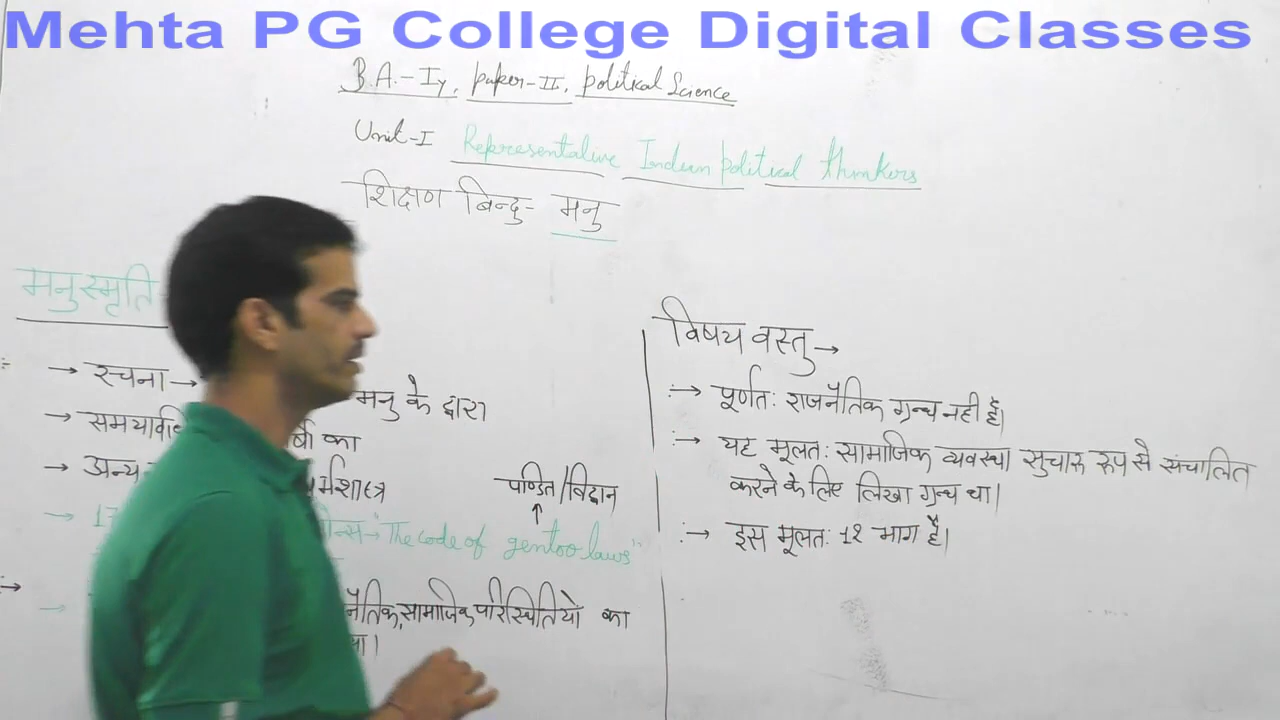 Mehta PG College Digital Classes
B.A.-Iy, paper-II, political Science
Unit-I Representative Indian political thinkers
शिक्षण बिन्दु- मनु
मनुस्मृति
→ रचना → मनु के द्वारा
→ समयावधि का
→ अन्य
पण्डित/विद्वान
↑
→ 17 "The code of gentoo laws"
सामाजिक परिस्थितियो का
विषय वस्तु →
:→ पूर्णत: राजनैतिक ग्रन्थ नही है।
:→ यह मूलत: सामाजिक व्यवस्था सुचारू रूप से संचालित
करने के लिए लिखा ग्रन्थ था।
:→ इस मूलत: 12 भाग है।